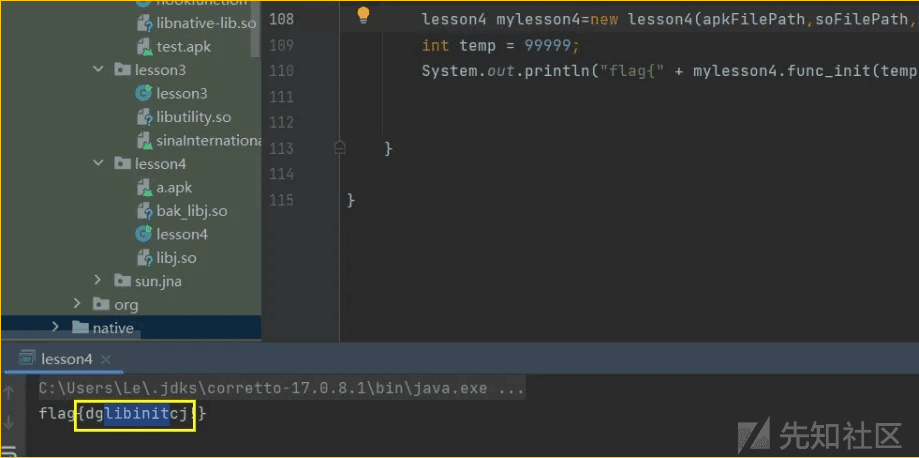 hookfunction
libnative-lib.so
test.apk
lesson3
lesson3
libutility.so
sinaInternationa
lesson4
a.apk
bak_libj.so
lesson4
libj.so
sun.jna
org
native
108 lesson4 mylesson4=new lesson4(apkFilePath,soFilePath,
109 int temp = 99999;
110 System.out.println("flag{" + mylesson4.func_init(temp
111
112
113 }
114
115 }
lesson4
C:\Users\Le\.jdks\corretto-17.0.8.1\bin\java.exe ...
flag{dglibinitcj!}
先知社区